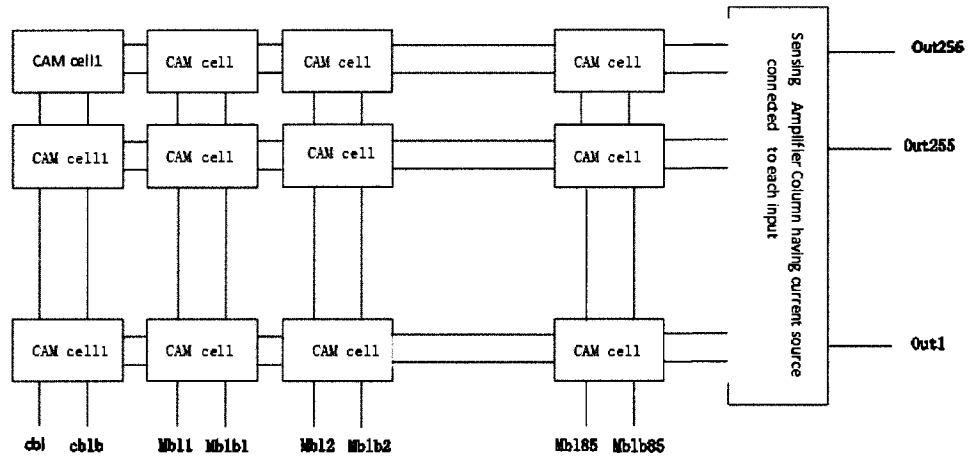 CAM cell1 CAM cell CAM cell CAM cell
Sensing Amplifier Column having current source
connected to each input
Out256
CAM cell1 CAM cell CAM cell CAM cell
Out255
CAM cell1 CAM cell CAM cell CAM cell
Out1
cbl cblb Mbl1 Mblb1 Mbl2 Mblb2 Mbl85 Mblb85